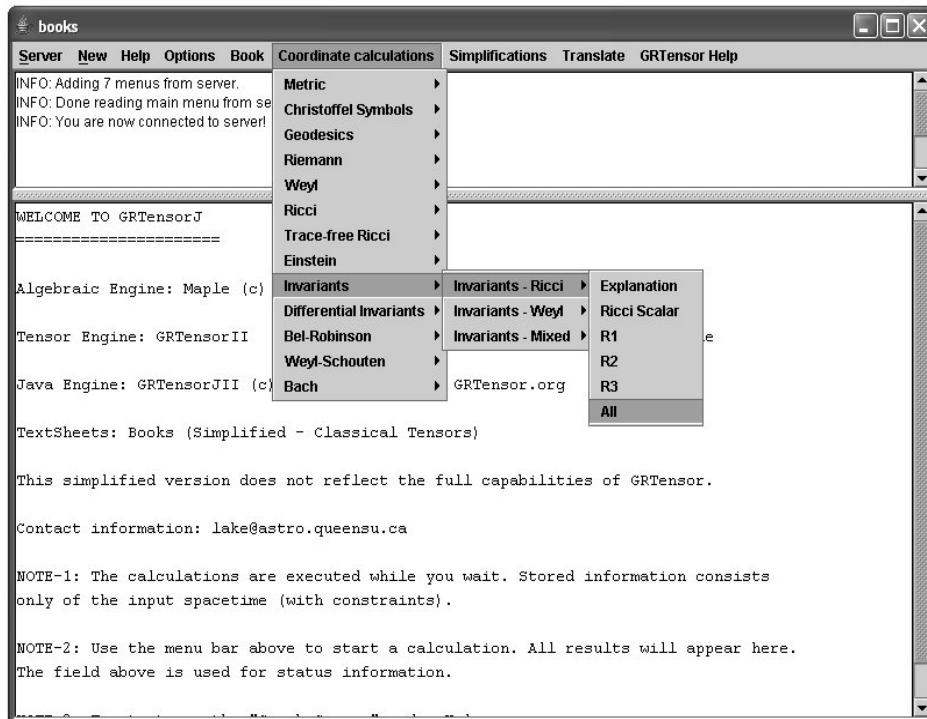 books
Server New Help Options Book Coordinate calculations Simplifications Translate GRTensor Help
INFO: Adding 7 menus from server.
INFO: Done reading main menu from se
INFO: You are now connected to server!
Metric
Christoffel Symbols
Geodesics
Riemann
Weyl
Ricci
Trace-free Ricci
Einstein
Invariants
Differential Invariants
Bel-Robinson
Weyl-Schouten
Bach
Invariants - Ricci
Invariants - Weyl
Invariants - Mixed
Explanation
Ricci Scalar
R1
R2
R3
All
WELCOME TO GRTensorJ
======================
Algebraic Engine: Maple (c)
Tensor Engine: GRTensorII
Java Engine: GRTensorJII (c) GRTensor.org
TextSheets: Books (Simplified - Classical Tensors)
This simplified version does not reflect the full capabilities of GRTensor.
Contact information: lake@astro.queensu.ca
NOTE-1: The calculations are executed while you wait. Stored information consists
only of the input spacetime (with constraints).
NOTE-2: Use the menu bar above to start a calculation. All results will appear here.
The field above is used for status information.